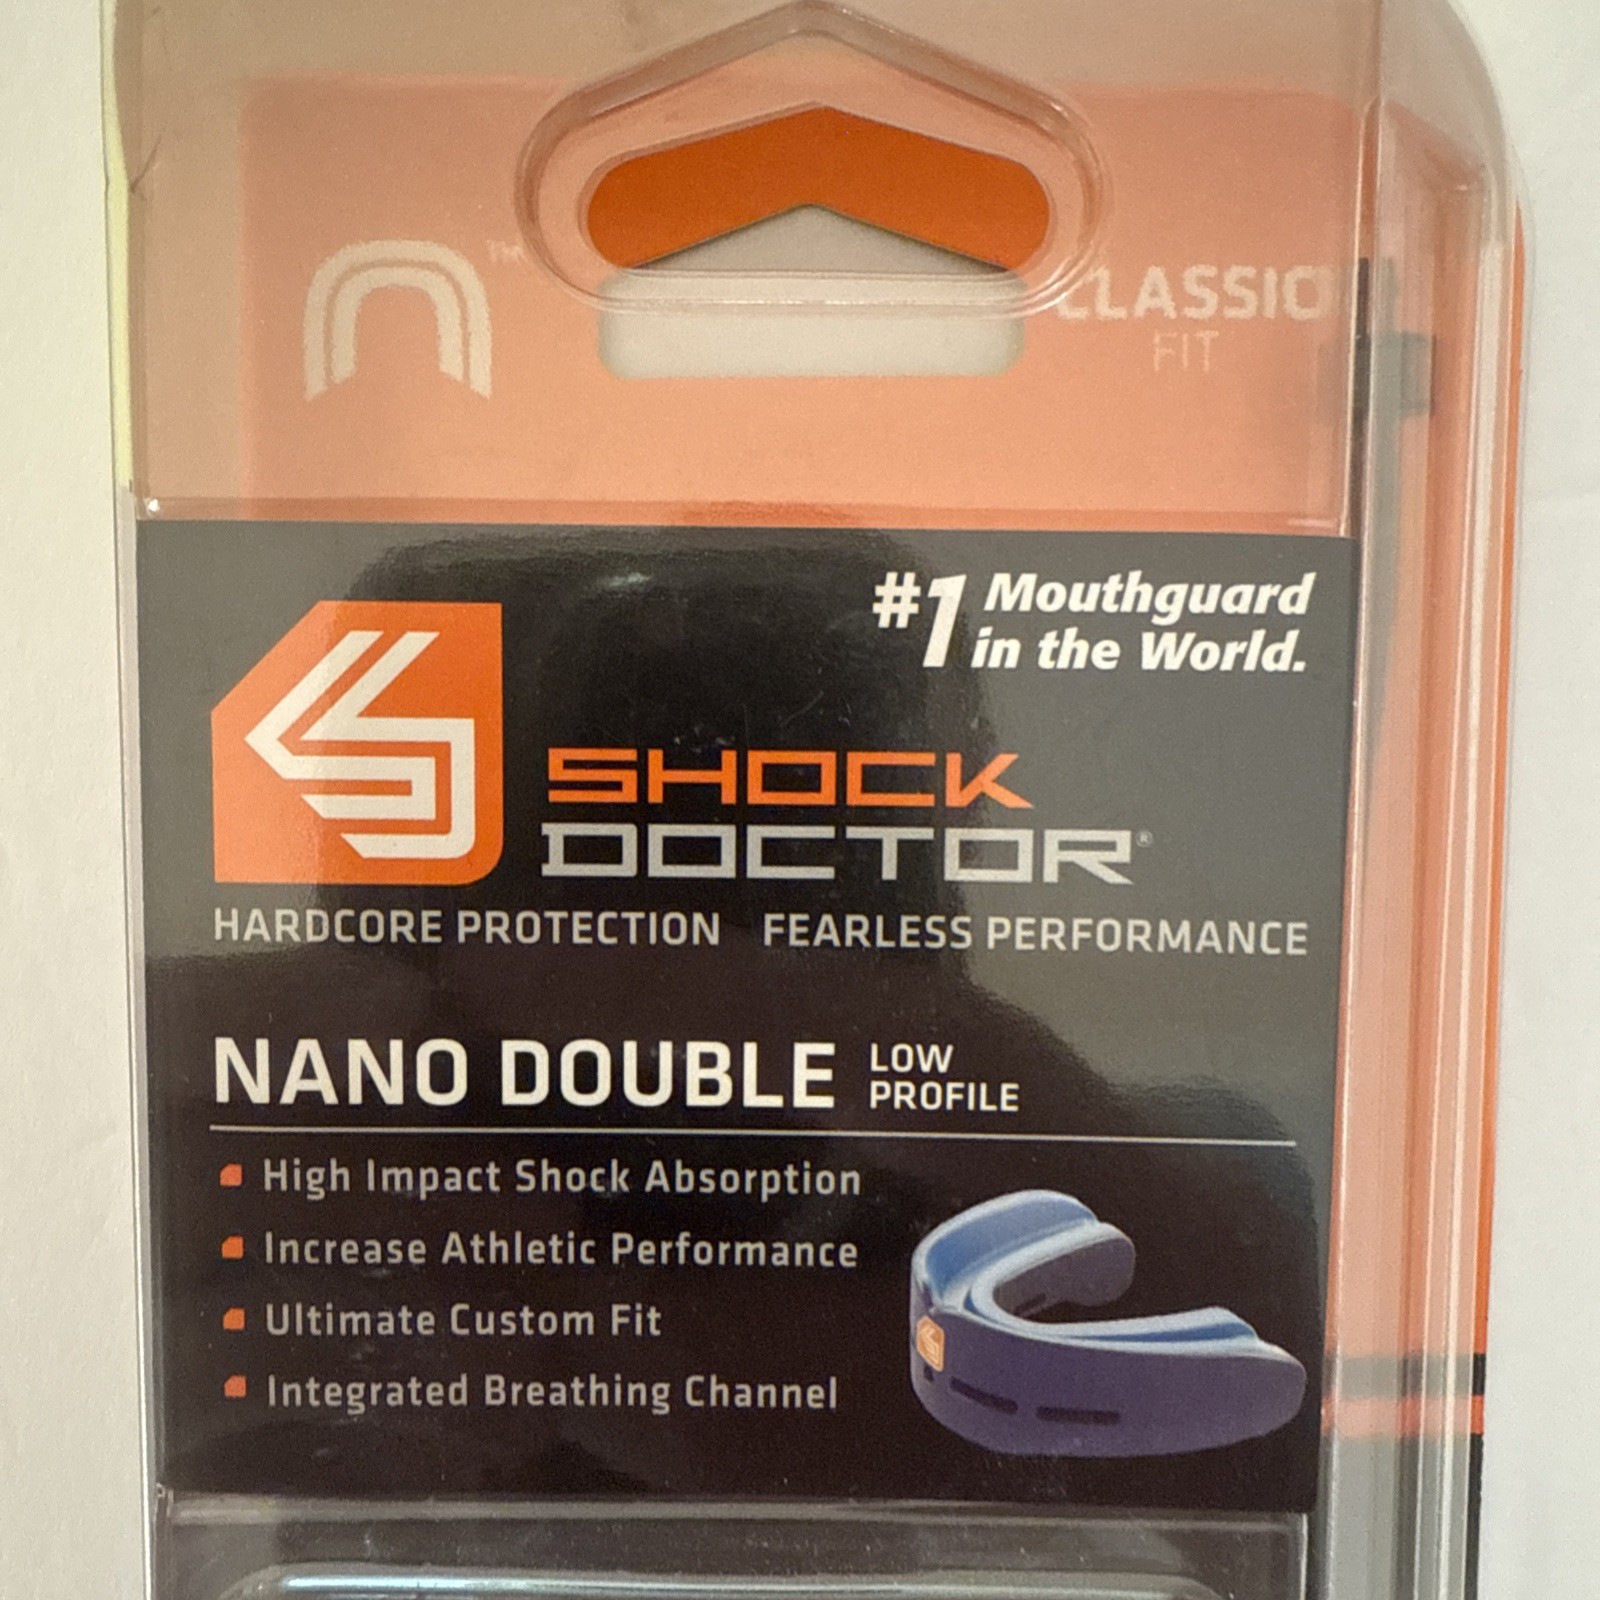 ™
CLASSIC
FIT
#1 Mouthguard
in the World.
SHOCK
DOCTOR®
HARDCORE PROTECTION FEARLESS PERFORMANCE
NANO DOUBLE LOW
PROFILE
High Impact Shock Absorption
Increase Athletic Performance
Ultimate Custom Fit
Integrated Breathing Channel